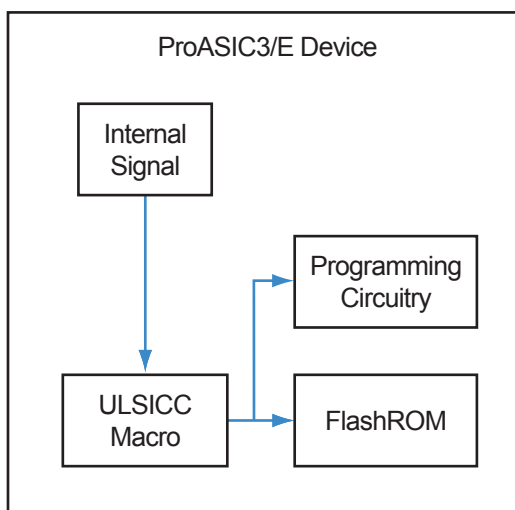 ProASIC3/E Device
Internal
Signal
Programming
Circuitry
ULSICC
Macro
FlashROM